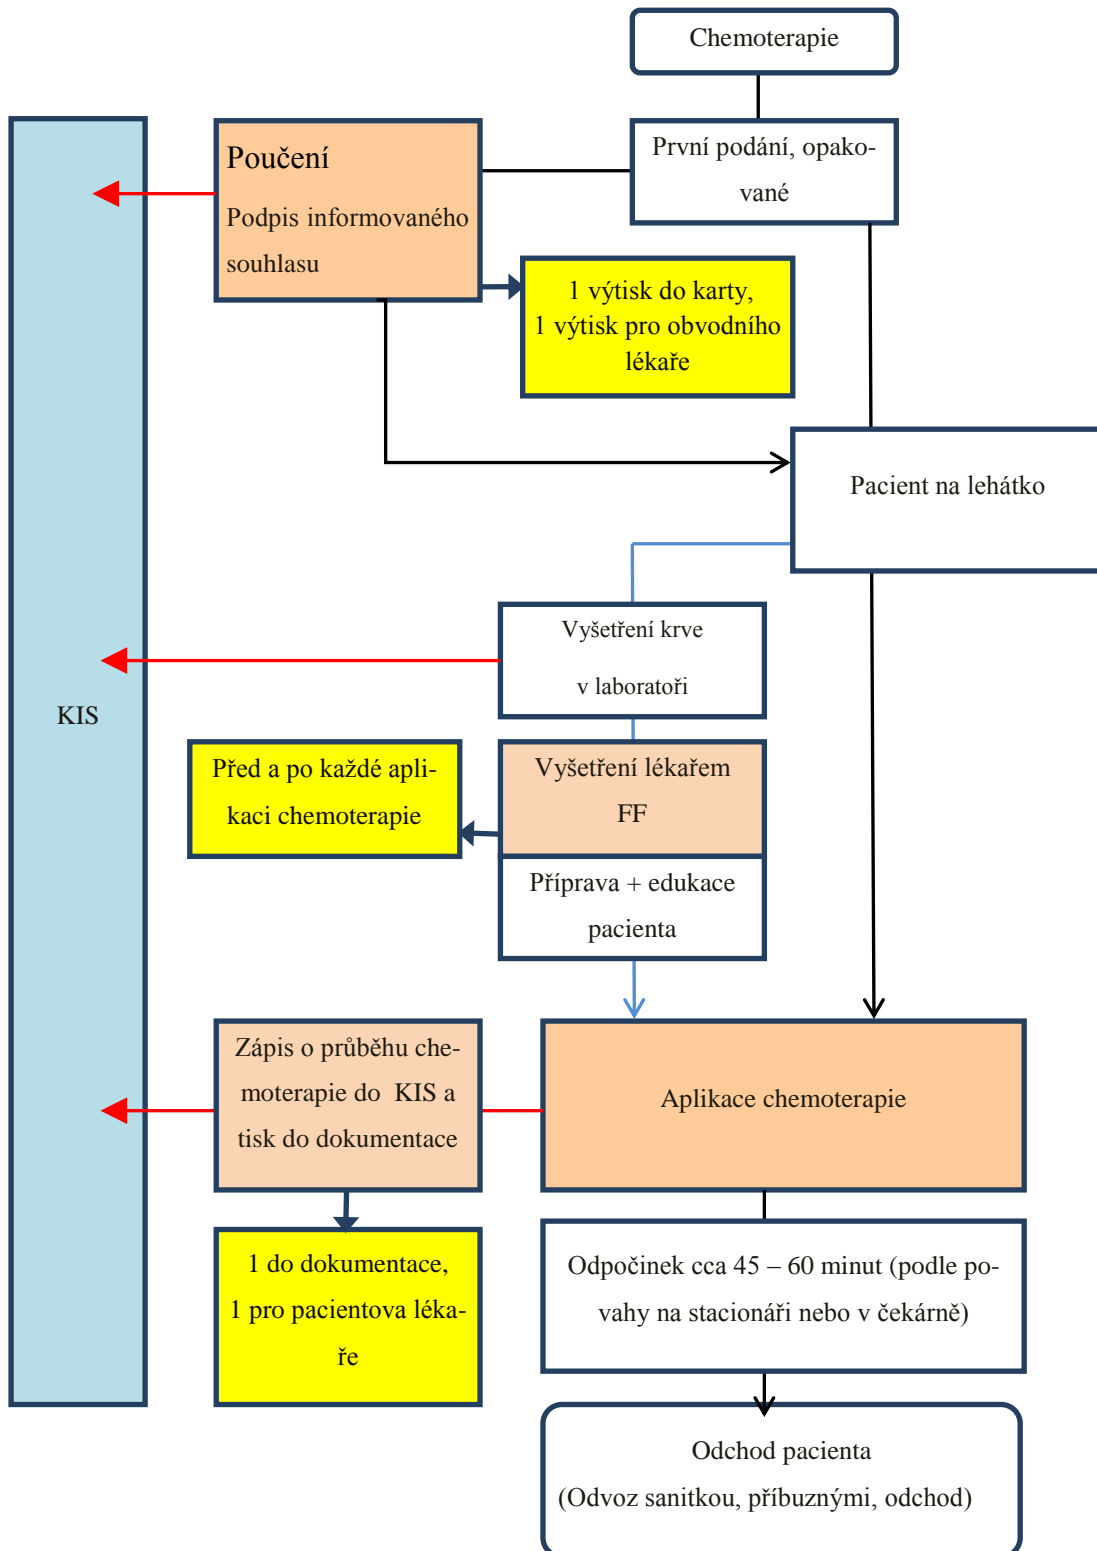 Chemoterapie
První podání, opako-
vané
Poučení
Podpis informovaného
souhlasu
1 výtisk do karty,
1 výtisk pro obvodního
lékaře
Pacient na lehátko
Vyšetření krve
v laboratoři
KIS
Před a po každé apli-
kaci chemoterapie
Vyšetření lékařem
FF
Příprava + edukace
pacienta
Zápis o průběhu che-
moterapie do KIS a
tisk do dokumentace
Aplikace chemoterapie
1 do dokumentace,
1 pro pacientova léka-
ře
Odpočinek cca 45 – 60 minut (podle po-
vahy na stacionáři nebo v čekárně)
Odchod pacienta
(Odvoz sanitkou, příbuznými, odchod)